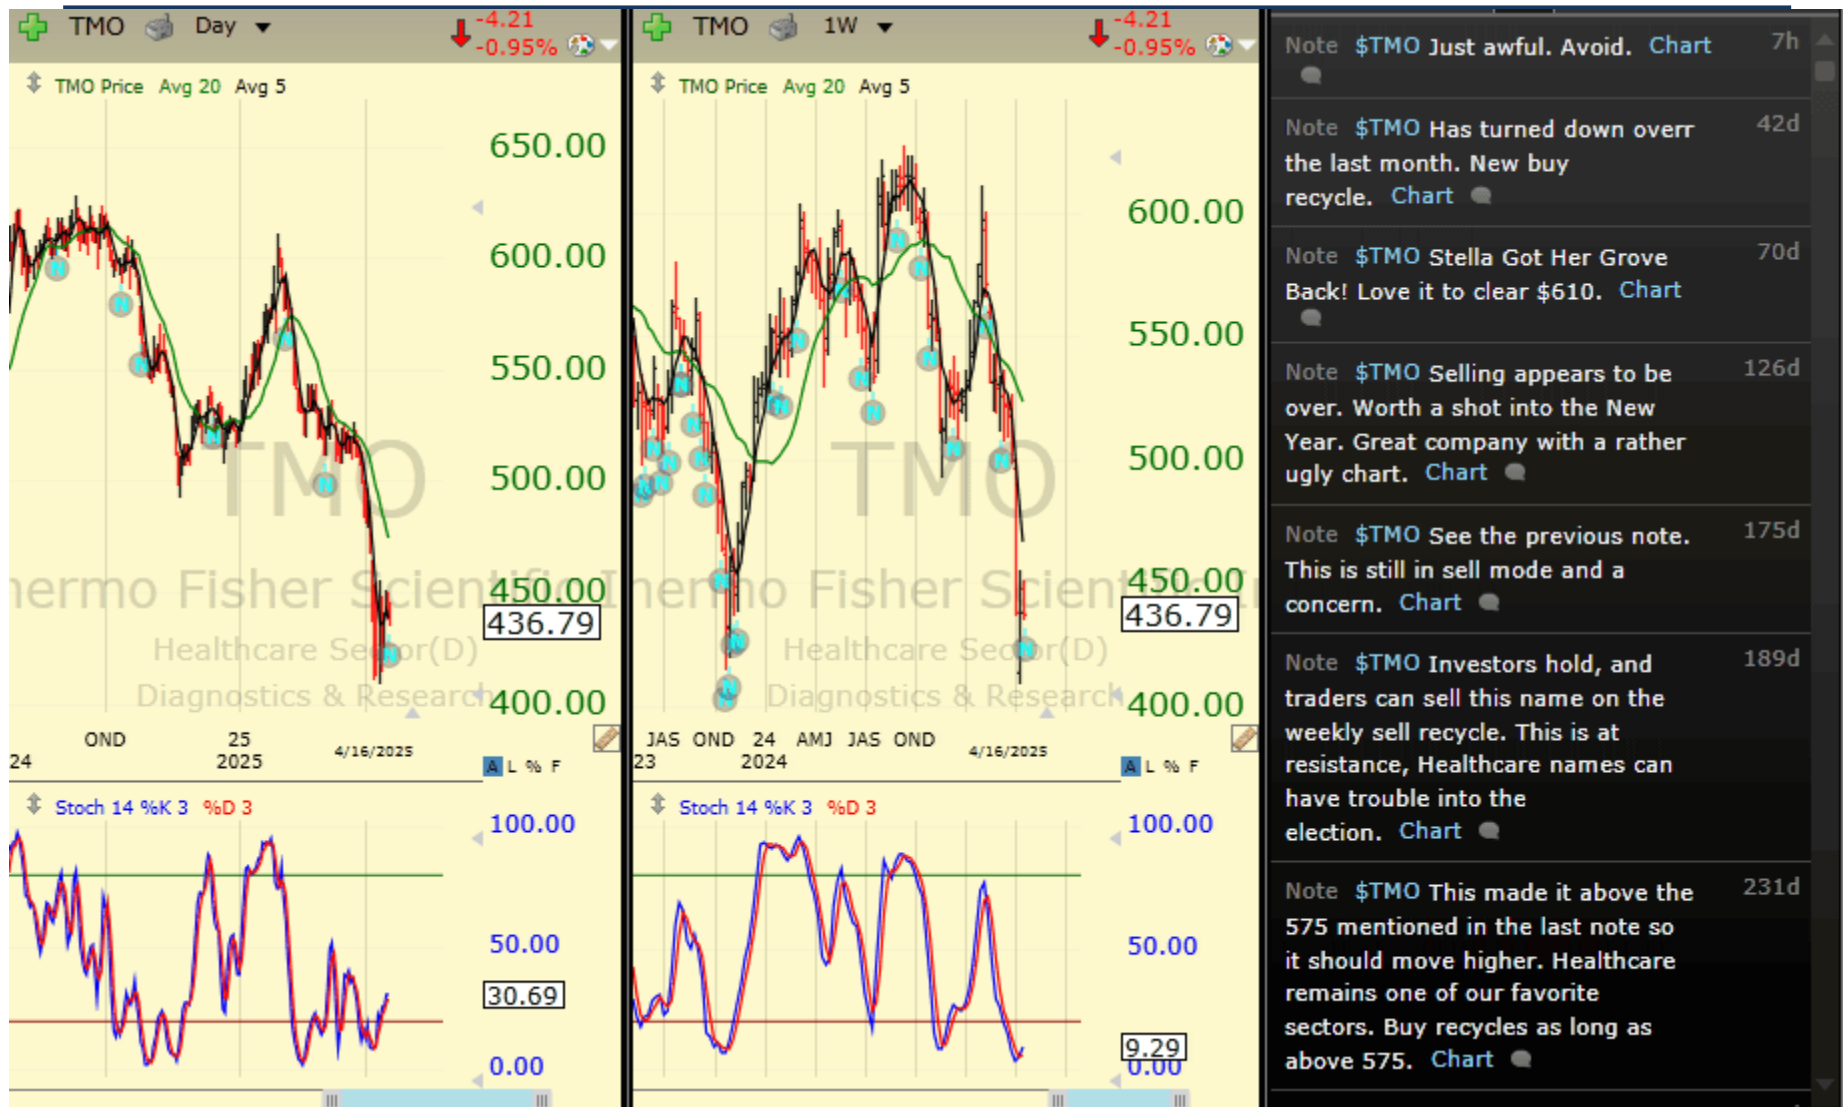 TMO Day
-4.21
-0.95%
TMO Price Avg 20 Avg 5
650.00
600.00
550.00
500.00
450.00
436.79
400.00
TMO
Thermo Fisher Scientific Inc
Healthcare Sector(D)
Diagnostics & Research
OND 25
24 2025 4/16/2025
A L % F
Stoch 14 %K 3 %D 3
100.00
50.00
30.69
0.00
TMO 1W
-4.21
-0.95%
TMO Price Avg 20 Avg 5
600.00
550.00
500.00
450.00
436.79
400.00
TMO
Thermo Fisher Scientific In
Healthcare Sector(D)
Diagnostics & Research
JAS OND 24 AMJ JAS OND
23 2024 4/16/2025
A L % F
Stoch 14 %K 3 %D 3
100.00
50.00
9.29
0.00
Note $TMO Just awful. Avoid. Chart 7h
Note $TMO Has turned down overr 42d
the last month. New buy
recycle. Chart
Note $TMO Stella Got Her Grove 70d
Back! Love it to clear $610. Chart
Note $TMO Selling appears to be 126d
over. Worth a shot into the New
Year. Great company with a rather
ugly chart. Chart
Note $TMO See the previous note. 175d
This is still in sell mode and a
concern. Chart
Note $TMO Investors hold, and 189d
traders can sell this name on the
weekly sell recycle. This is at
resistance, Healthcare names can
have trouble into the
election. Chart
Note $TMO This made it above the 231d
575 mentioned in the last note so
it should move higher. Healthcare
remains one of our favorite
sectors. Buy recycles as long as
above 575. Chart